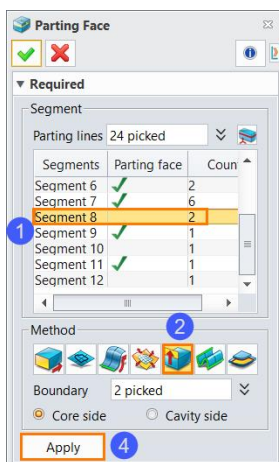 Parting Face
Required
Segment
Parting lines 24 picked
Segments Parting face Coun
Segment 6 2
Segment 7 6
Segment 8 2
1
Segment 9 1
Segment 10 1
Segment 11 1
Segment 12 1
Method
2
Boundary 2 picked
Core side Cavity side
Apply 4